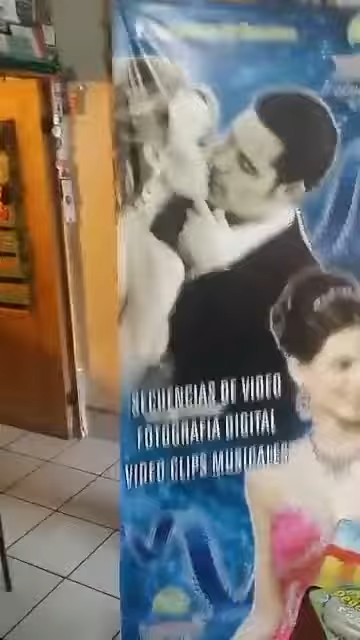 SECUENCIAS DE VIDEO
FOTOGRAFIA DIGITAL
VIDEO CLIPS MUSICALES